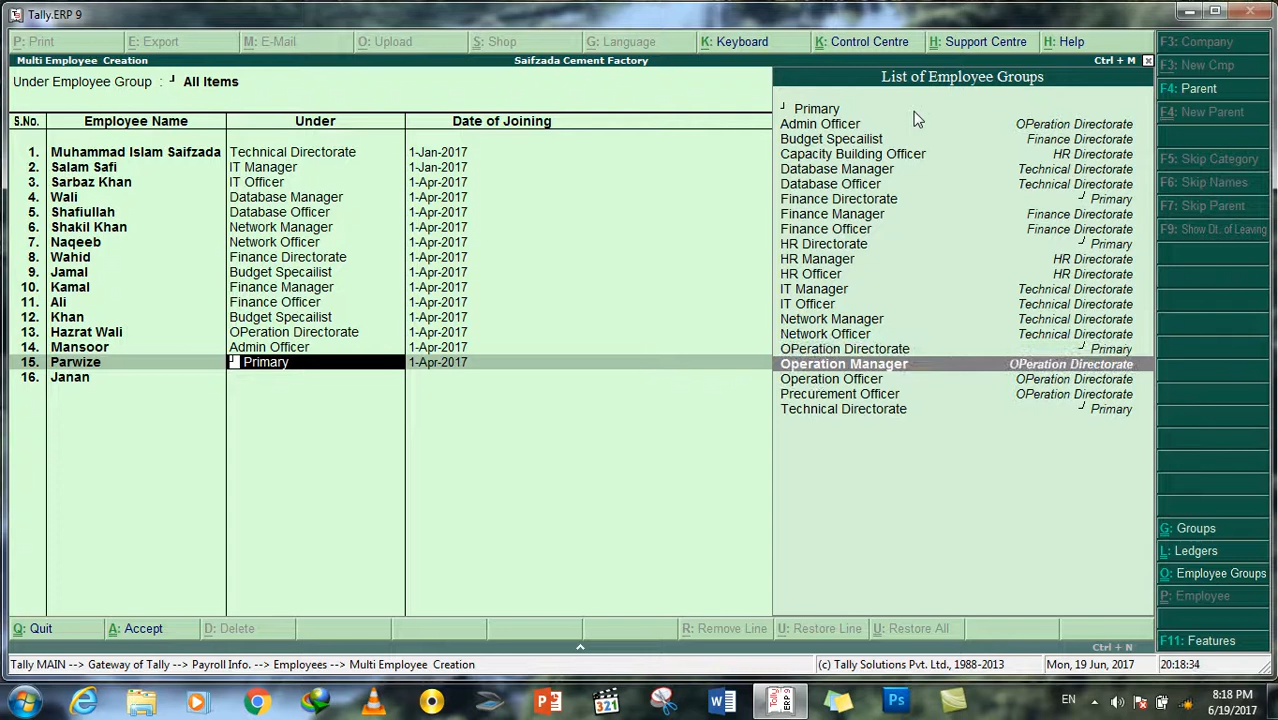 Tally.ERP 9
P: Print E: Export M: E-Mail O: Upload S: Shop G: Language K: Keyboard K: Control Centre H: Support Centre H: Help
F3: Company
Multi Employee Creation Saifzada Cement Factory Ctrl + M
Under Employee Group : ┘ All Items
S.No. Employee Name Under Date of Joining
1. Muhammad Islam Saifzada Technical Directorate 1-Jan-2017
2. Salam Safi IT Manager 1-Jan-2017
3. Sarbaz Khan IT Officer 1-Apr-2017
4. Wali Database Manager 1-Apr-2017
5. Shafiullah Database Officer 1-Apr-2017
6. Shakil Khan Network Manager 1-Apr-2017
7. Naqeeb Network Officer 1-Apr-2017
8. Wahid Finance Directorate 1-Apr-2017
9. Jamal Budget Specailist 1-Apr-2017
10. Kamal Finance Manager 1-Apr-2017
11. Ali Finance Officer 1-Apr-2017
12. Khan Budget Specailist 1-Apr-2017
13. Hazrat Wali OPeration Directorate 1-Apr-2017
14. Mansoor Admin Officer 1-Apr-2017
15. Parwize ┘ Primary 1-Apr-2017
16. Janan
List of Employee Groups
┘ Primary
Admin Officer OPeration Directorate
Budget Specailist Finance Directorate
Capacity Building Officer HR Directorate
Database Manager Technical Directorate
Database Officer Technical Directorate
Finance Directorate ┘ Primary
Finance Manager Finance Directorate
Finance Officer Finance Directorate
HR Directorate ┘ Primary
HR Manager HR Directorate
HR Officer HR Directorate
IT Manager Technical Directorate
IT Officer Technical Directorate
Network Manager Technical Directorate
Network Officer Technical Directorate
OPeration Directorate ┘ Primary
Operation Manager OPeration Directorate
Operation Officer OPeration Directorate
Procurement Officer OPeration Directorate
Technical Directorate ┘ Primary
F3: New Cmp
F4: Parent
F4: New Parent
F5: Skip Category
F6: Skip Names
F7: Skip Parent
F9: Show Dt. of Leaving
G: Groups
L: Ledgers
O: Employee Groups
P: Employee
F11: Features
Q: Quit A: Accept D: Delete R: Remove Line U: Restore Line U: Restore All
Ctrl + N
Tally MAIN --> Gateway of Tally --> Payroll Info. --> Employees --> Multi Employee Creation (c) Tally Solutions Pvt. Ltd., 1988-2013 Mon, 19 Jun, 2017 20:18:34
EN 8:18 PM
6/19/2017